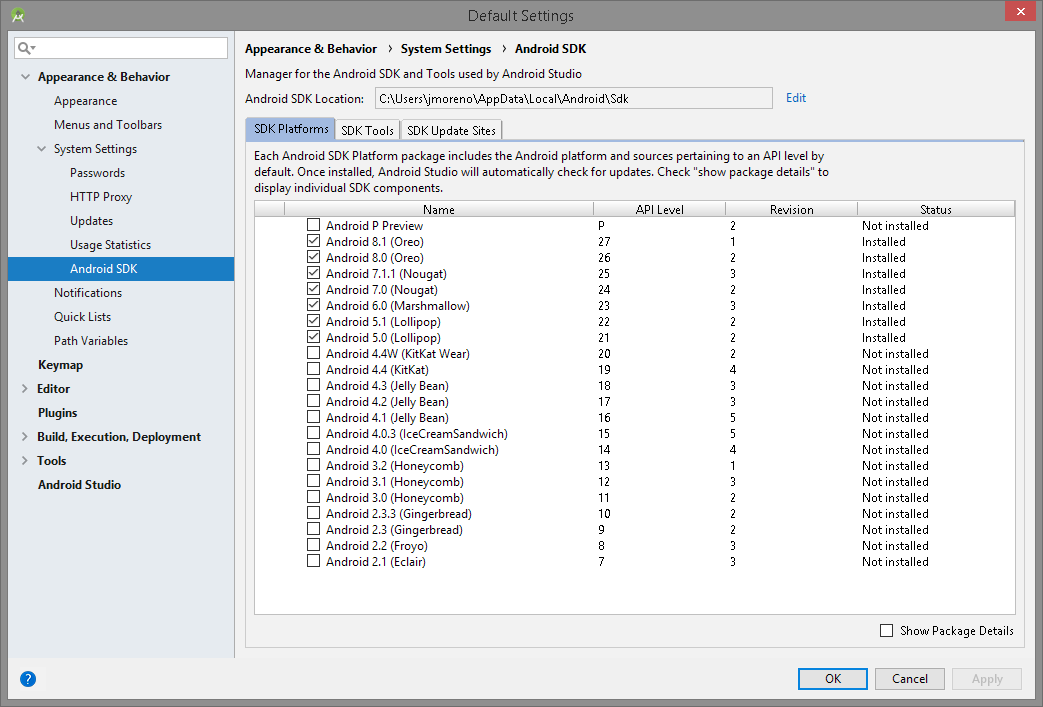 Default Settings
Appearance & Behavior
Appearance
Menus and Toolbars
System Settings
Passwords
HTTP Proxy
Updates
Usage Statistics
Android SDK
Notifications
Quick Lists
Path Variables
Keymap
Editor
Plugins
Build, Execution, Deployment
Tools
Android Studio
Appearance & Behavior › System Settings › Android SDK
Manager for the Android SDK and Tools used by Android Studio
Android SDK Location: C:\Users\jmoreno\AppData\Local\Android\Sdk Edit
SDK Platforms SDK Tools SDK Update Sites
Each Android SDK Platform package includes the Android platform and sources pertaining to an API level by
default. Once installed, Android Studio will automatically check for updates. Check "show package details" to
display individual SDK components.
Name API Level Revision Status
Android P Preview P 2 Not installed
Android 8.1 (Oreo) 27 1 Installed
Android 8.0 (Oreo) 26 2 Installed
Android 7.1.1 (Nougat) 25 3 Installed
Android 7.0 (Nougat) 24 2 Installed
Android 6.0 (Marshmallow) 23 3 Installed
Android 5.1 (Lollipop) 22 2 Installed
Android 5.0 (Lollipop) 21 2 Installed
Android 4.4W (KitKat Wear) 20 2 Not installed
Android 4.4 (KitKat) 19 4 Not installed
Android 4.3 (Jelly Bean) 18 3 Not installed
Android 4.2 (Jelly Bean) 17 3 Not installed
Android 4.1 (Jelly Bean) 16 5 Not installed
Android 4.0.3 (IceCreamSandwich) 15 5 Not installed
Android 4.0 (IceCreamSandwich) 14 4 Not installed
Android 3.2 (Honeycomb) 13 1 Not installed
Android 3.1 (Honeycomb) 12 3 Not installed
Android 3.0 (Honeycomb) 11 2 Not installed
Android 2.3.3 (Gingerbread) 10 2 Not installed
Android 2.3 (Gingerbread) 9 2 Not installed
Android 2.2 (Froyo) 8 3 Not installed
Android 2.1 (Eclair) 7 3 Not installed
Show Package Details
? OK Cancel Apply